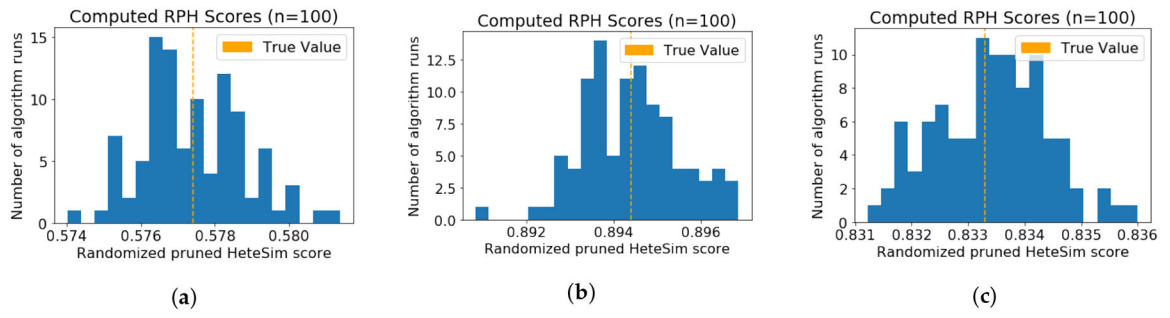 Computed RPH Scores (n=100)
True Value
Number of algorithm runs
15
10
5
0
0.574 0.576 0.578 0.580
Randomized pruned HeteSim score
(a)
Computed RPH Scores (n=100)
True Value
Number of algorithm runs
12.5
10.0
7.5
5.0
2.5
0.0
0.892 0.894 0.896
Randomized pruned HeteSim score
(b)
Computed RPH Scores (n=100)
True Value
Number of algorithm runs
10
8
6
4
2
0
0.831 0.832 0.833 0.834 0.835 0.836
Randomized pruned HeteSim score
(c)